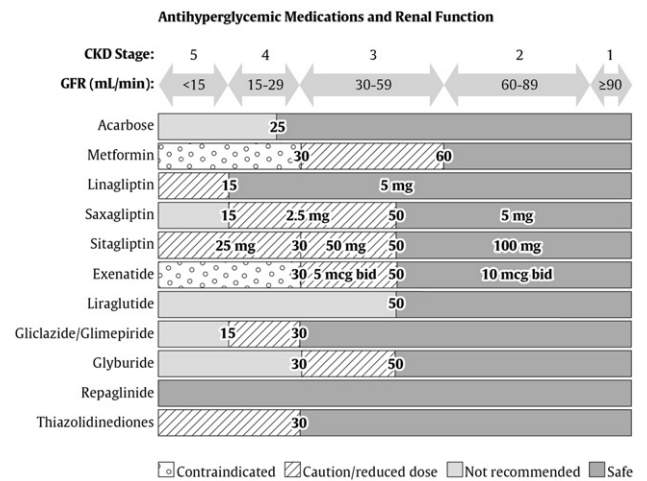 Antihyperglycemic Medications and Renal Function
CKD Stage: 5 4 3 2 1
GFR (mL/min): <15 15-29 30-59 60-89 ≥90
Acarbose 25
Metformin 30 60
Linagliptin 15 5 mg
Saxagliptin 15 2.5 mg 50 5 mg
Sitagliptin 25 mg 30 50 mg 50 100 mg
Exenatide 30 5 mcg bid 50 10 mcg bid
Liraglutide 50
Gliclazide/Glimepiride 15 30
Glyburide 30 50
Repaglinide
Thiazolidinediones 30
Contraindicated Caution/reduced dose Not recommended Safe